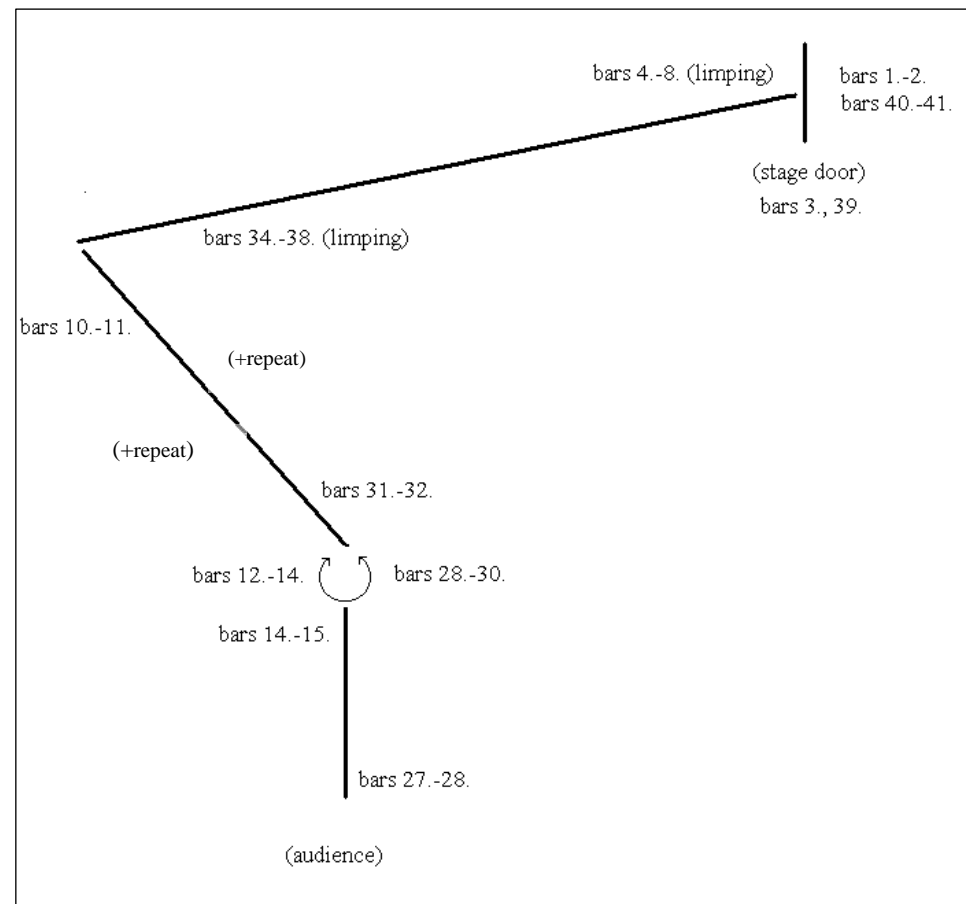 bars 4.-8. (limping)
bars 1.-2.
bars 40.-41.
(stage door)
bars 3., 39.
bars 34.-38. (limping)
bars 10.-11.
(+repeat)
(+repeat)
bars 31.-32.
bars 12.-14.
bars 28.-30.
bars 14.-15.
bars 27.-28.
(audience)